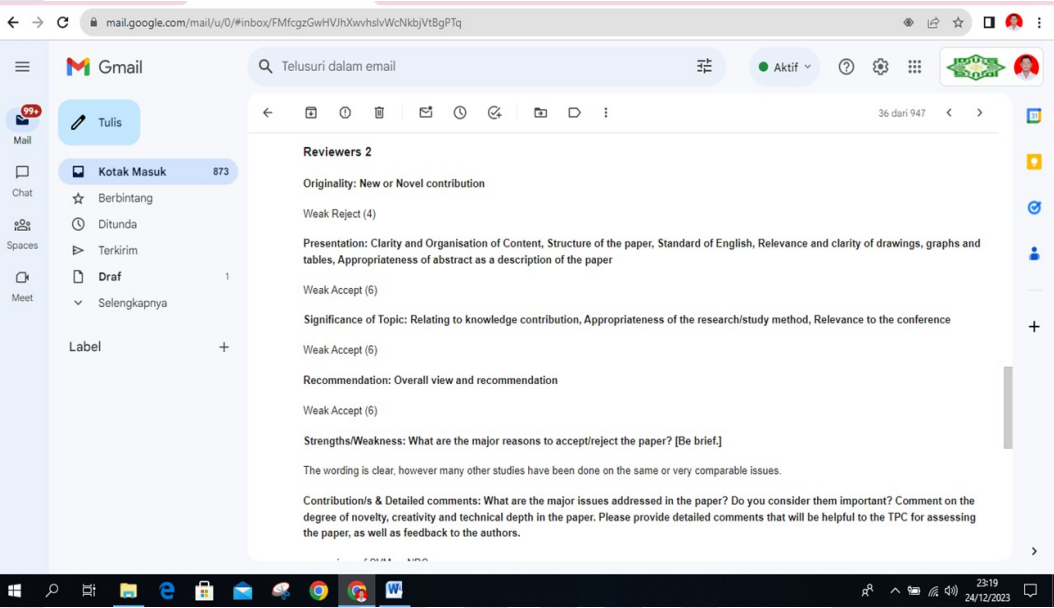 mail.google.com/mail/u/0/#inbox/FMfcgzGwHVJhXwvhslvWcNkbjVtBgPTq
Gmail
Telusuri dalam email
Aktif
99+
Mail
Chat
Spaces
Meet
Tulis
Kotak Masuk 873
Berbintang
Ditunda
Terkirim
Draf 1
Selengkapnya
Label
36 dari 947
Reviewers 2
Originality: New or Novel contribution
Weak Reject (4)
Presentation: Clarity and Organisation of Content, Structure of the paper, Standard of English, Relevance and clarity of drawings, graphs and
tables, Appropriateness of abstract as a description of the paper
Weak Accept (6)
Significance of Topic: Relating to knowledge contribution, Appropriateness of the research/study method, Relevance to the conference
Weak Accept (6)
Recommendation: Overall view and recommendation
Weak Accept (6)
Strengths/Weakness: What are the major reasons to accept/reject the paper? [Be brief.]
The wording is clear, however many other studies have been done on the same or very comparable issues.
Contribution/s & Detailed comments: What are the major issues addressed in the paper? Do you consider them important? Comment on the
degree of novelty, creativity and technical depth in the paper. Please provide detailed comments that will be helpful to the TPC for assessing
the paper, as well as feedback to the authors.
31
23:19
24/12/2023